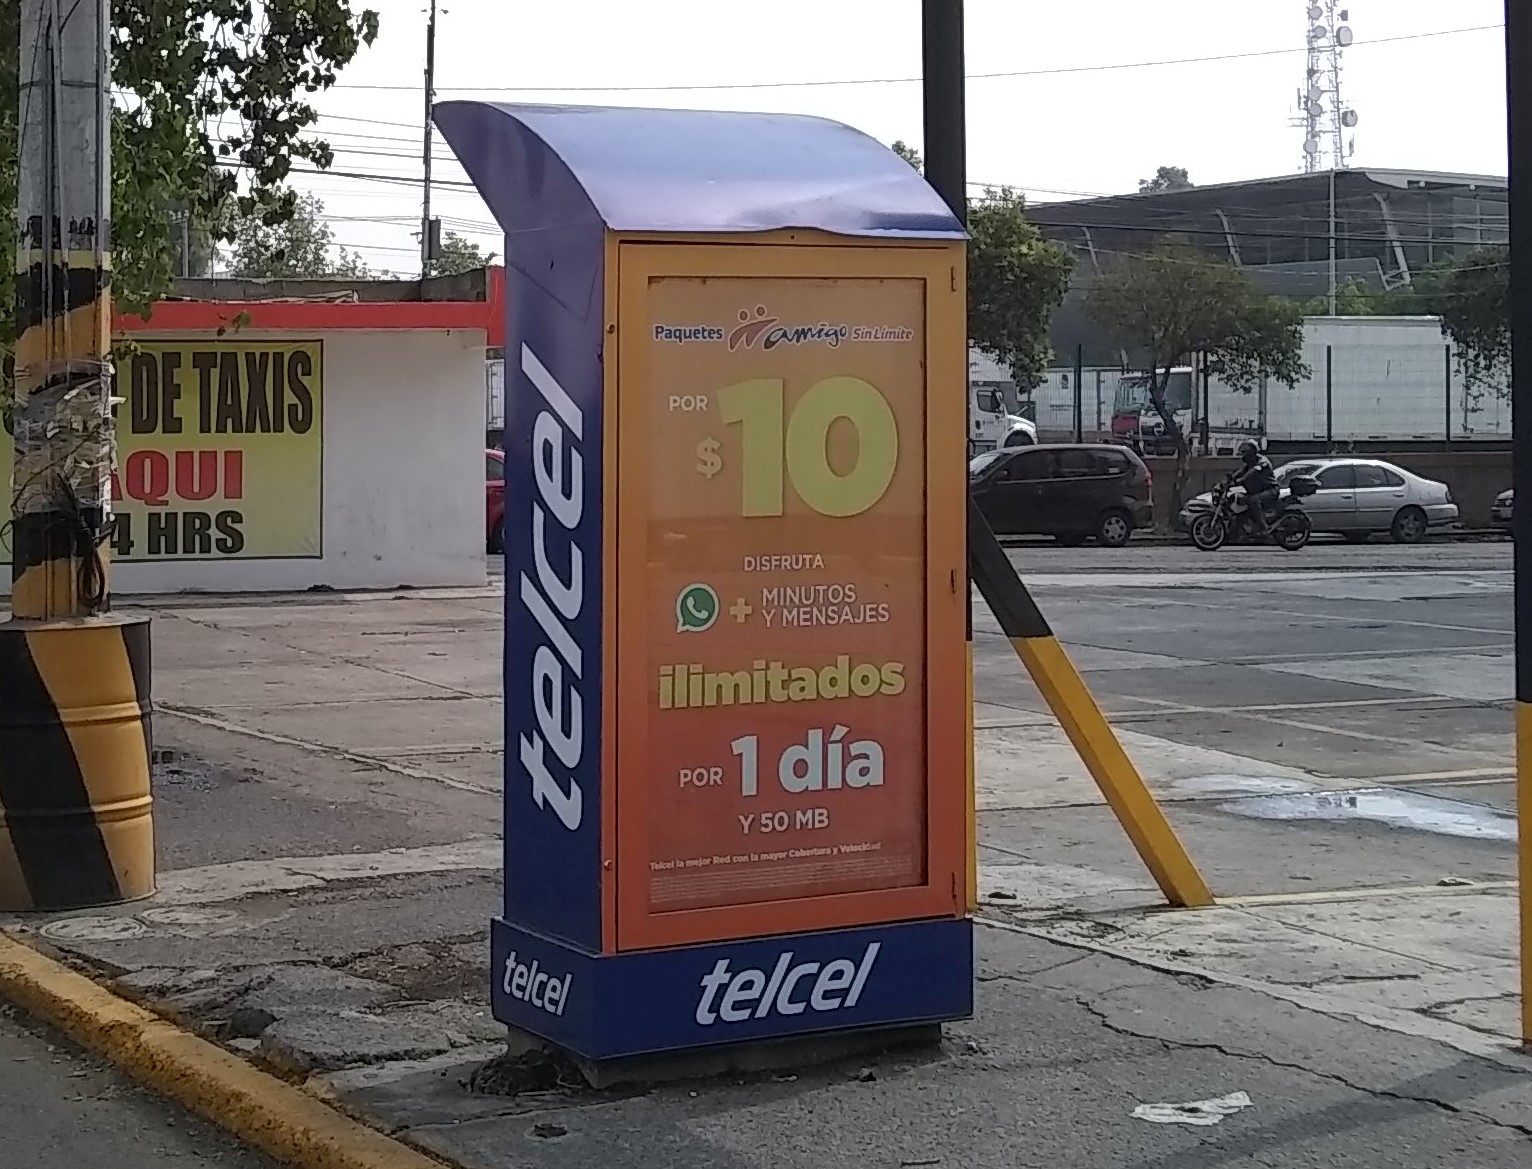 DE TAXIS
AQUI
4 HRS
telcel
Paquetes amigo Sin Límite
POR
$10
DISFRUTA
+ MINUTOS
Y MENSAJES
ilimitados
POR 1 día
Y 50 MB
Telcel la mejor Red con la mayor Cobertura y Velocidad
telcel
telcel